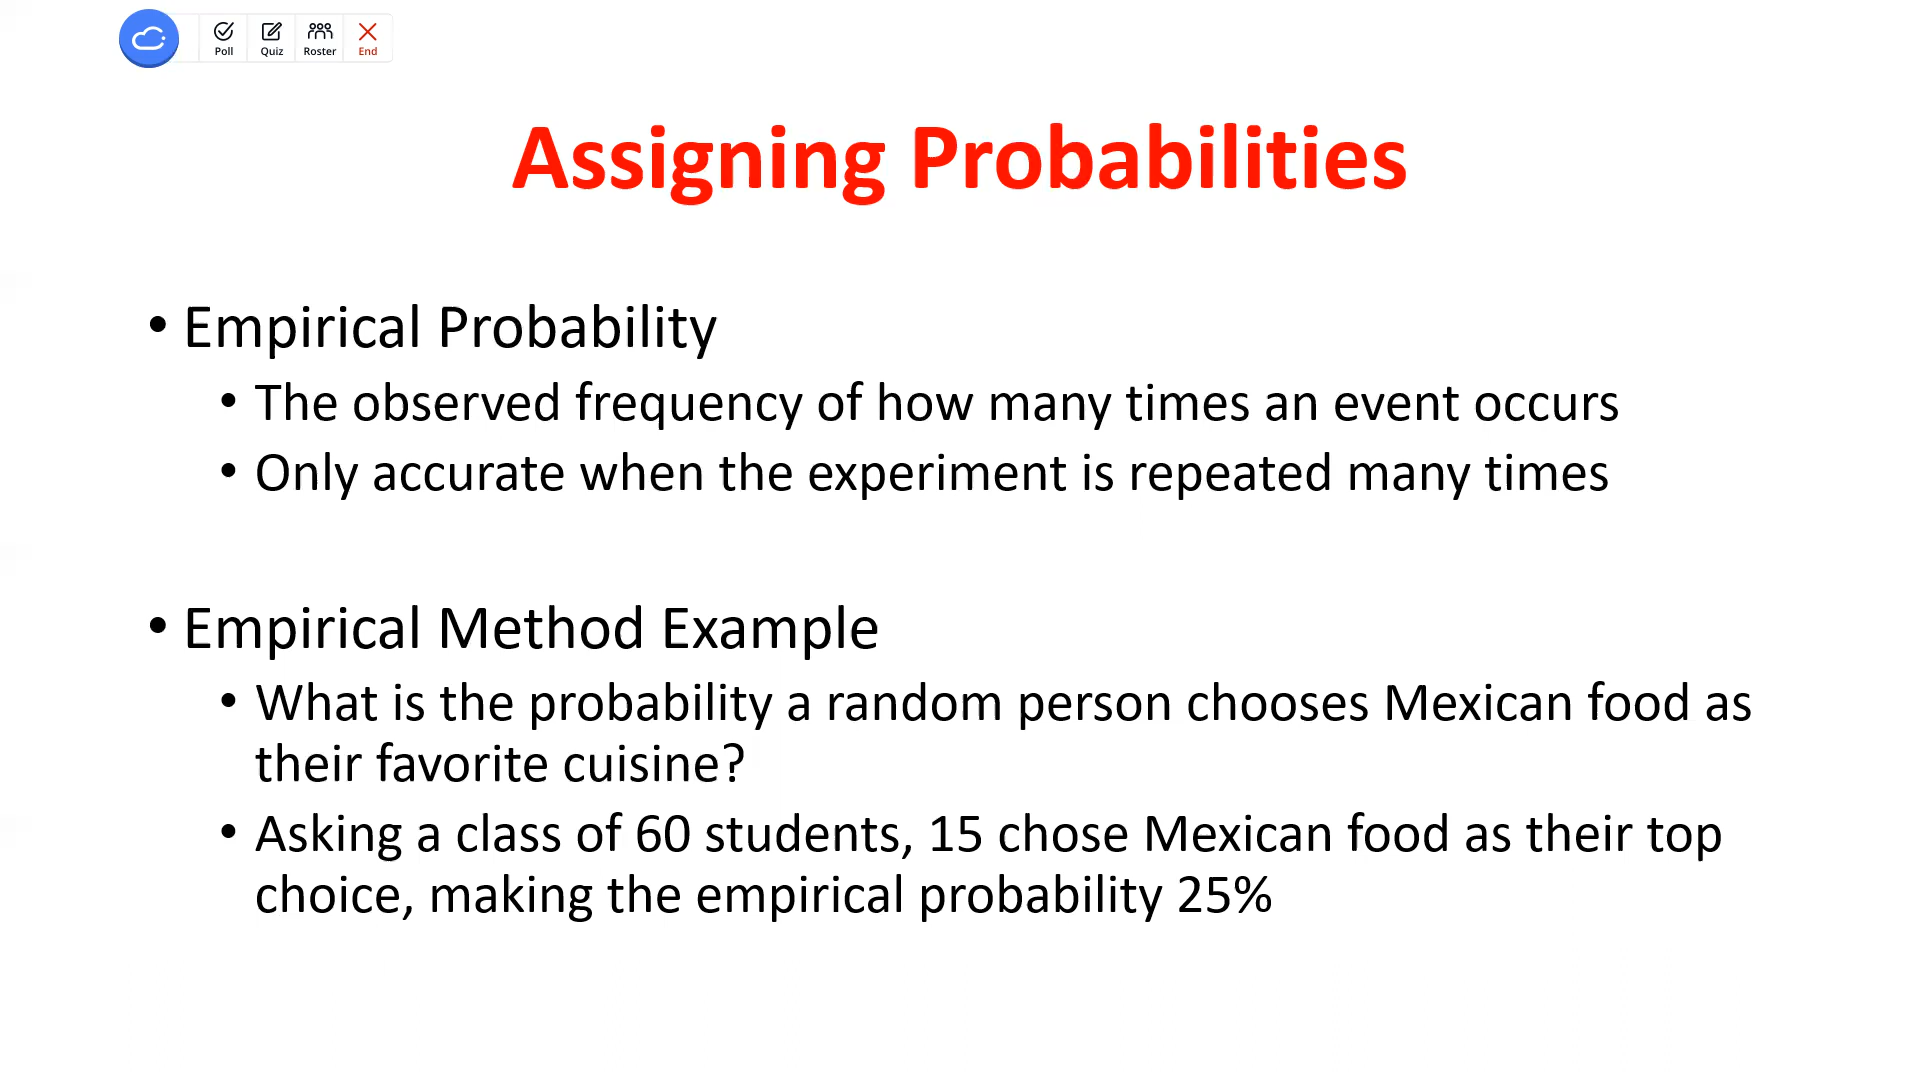 Poll Quiz Roster End
Assigning Probabilities
• Empirical Probability
• The observed frequency of how many times an event occurs
• Only accurate when the experiment is repeated many times
• Empirical Method Example
• What is the probability a random person chooses Mexican food as
their favorite cuisine?
• Asking a class of 60 students, 15 chose Mexican food as their top
choice, making the empirical probability 25%